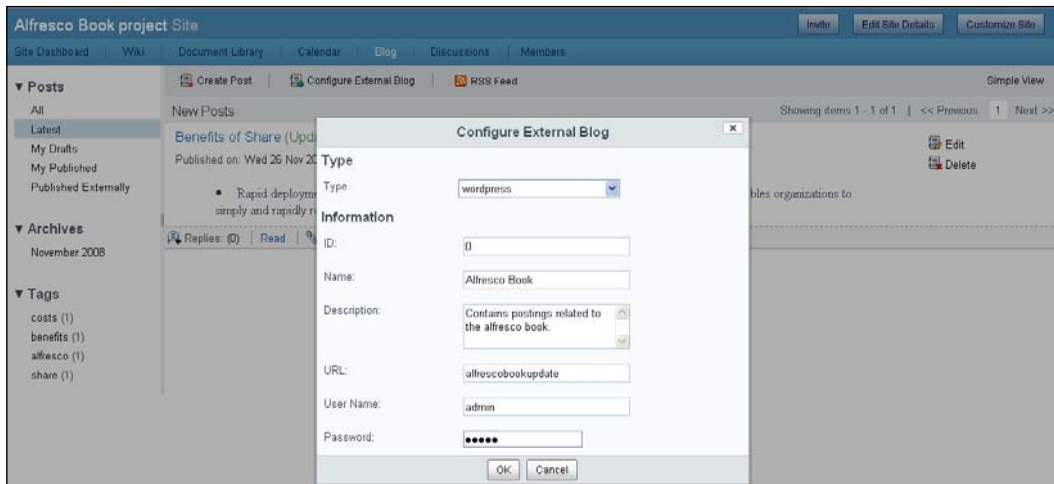 Alfresco Book project Site
Invite Edit Site Details Customize Site
Site Dashboard Wiki Document Library Calendar Blog Discussions Members
Posts
All
Latest
My Drafts
My Published
Published Externally
Archives
November 2008
Tags
costs (1)
benefits (1)
alfresco (1)
share (1)
Create Post Configure External Blog RSS Feed Simple View
New Posts Showing items 1 - 1 of 1 << Previous 1 Next >>
Benefits of Share (Upd
Published on: Wed 26 Nov 20
Edit
Delete
Rapid deployme bles organizations to
simply and rapidly r
Replies: (0) Read
Configure External Blog x
Type
Type wordpress
Information
ID: 0
Name: Alfresco Book
Description: Contains postings related to
the alfresco book.
URL: alfrescobookupdate
User Name: admin
Password: •••••
OK Cancel